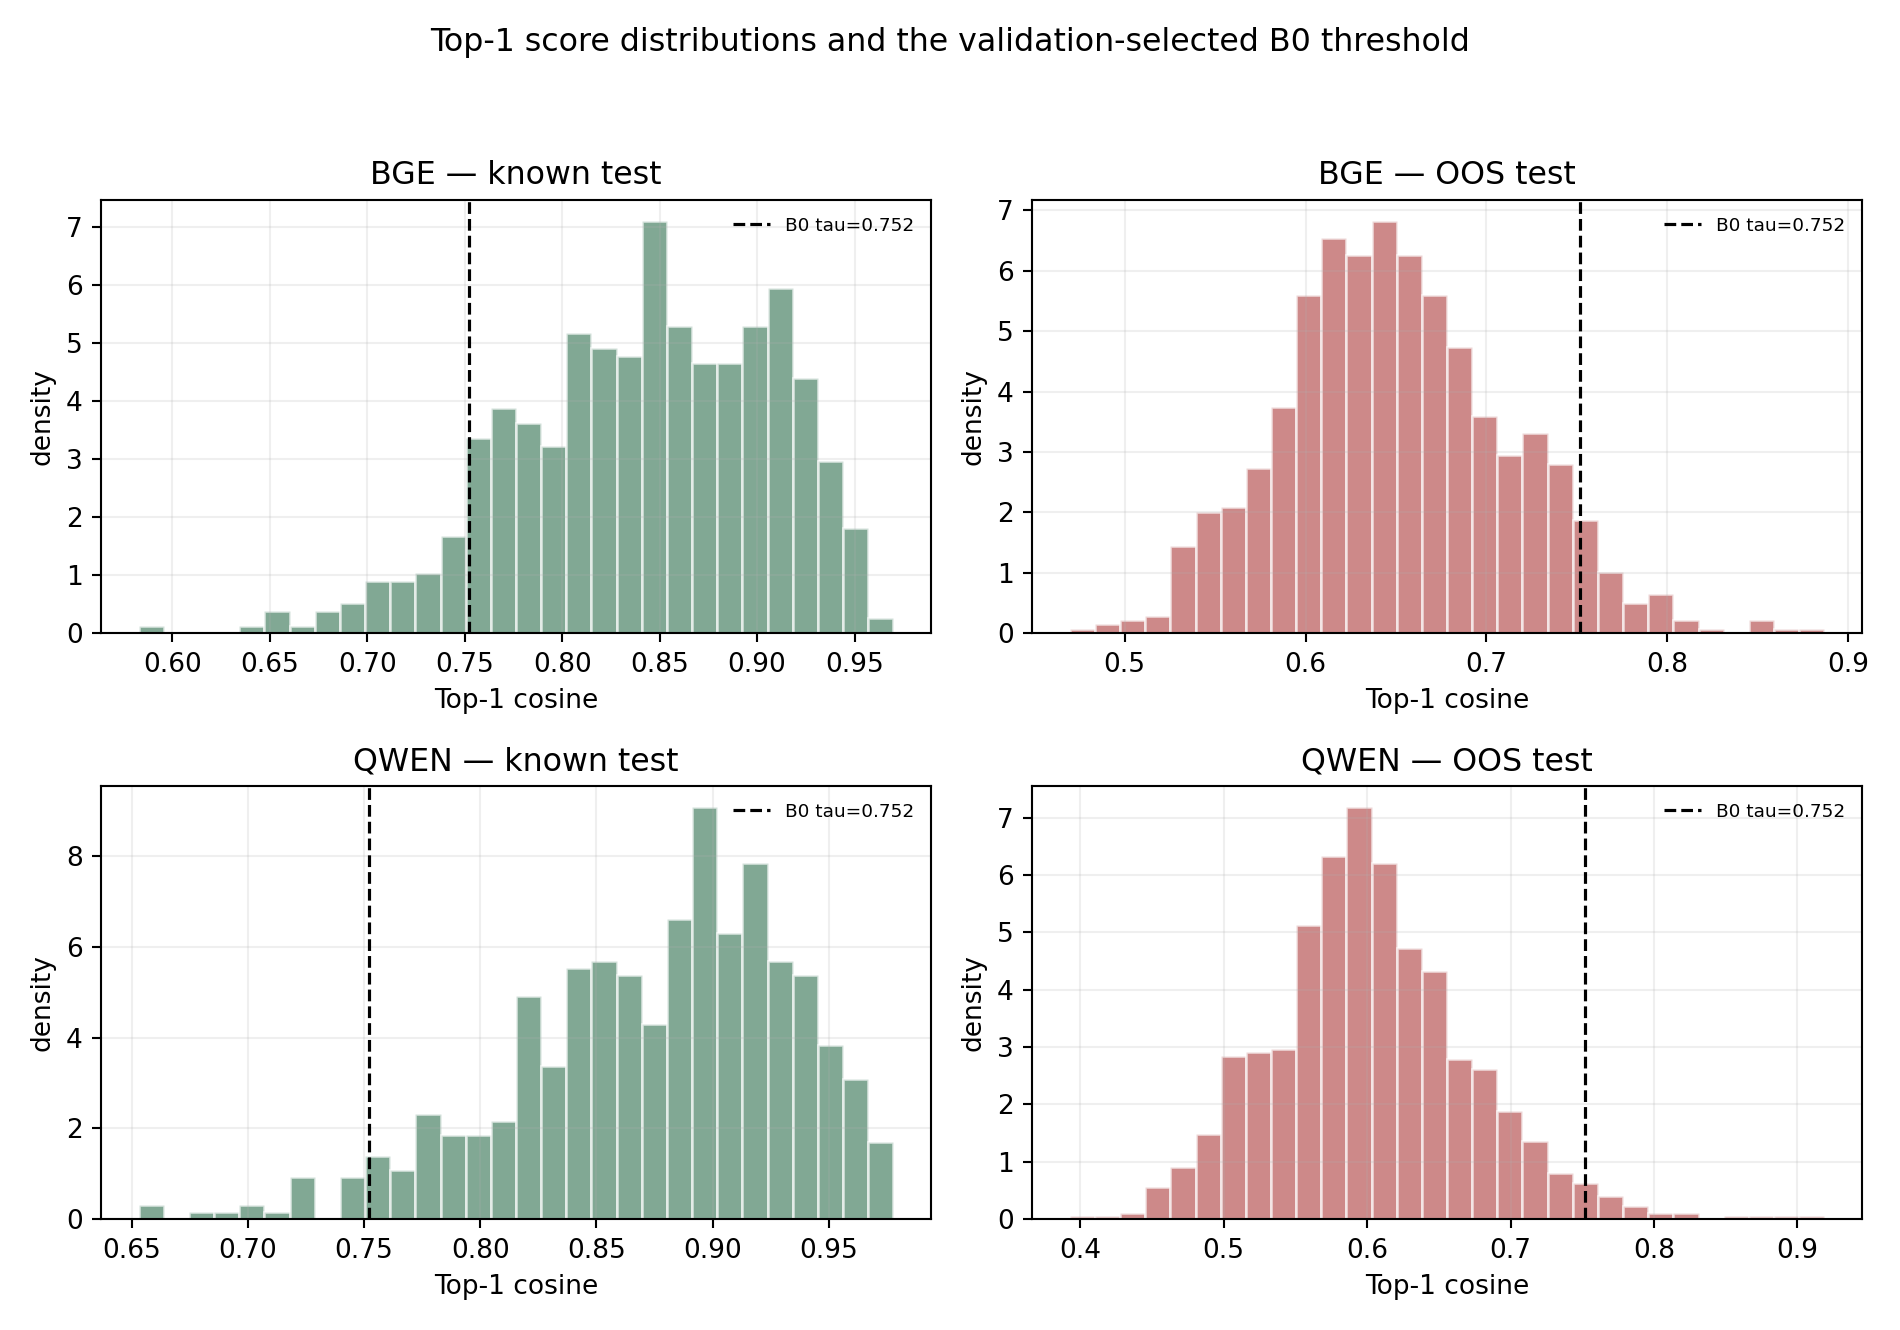 Top-1 score distributions and the validation-selected B0 threshold
BGE — known test
7
6
5
4
3
2
1
0
density
B0 tau=0.752
0.60 0.65 0.70 0.75 0.80 0.85 0.90 0.95
Top-1 cosine
BGE — OOS test
7
6
5
4
3
2
1
0
density
B0 tau=0.752
0.5 0.6 0.7 0.8 0.9
Top-1 cosine
QWEN — known test
8
6
4
2
0
density
B0 tau=0.752
0.65 0.70 0.75 0.80 0.85 0.90 0.95
Top-1 cosine
QWEN — OOS test
7
6
5
4
3
2
1
0
density
B0 tau=0.752
0.4 0.5 0.6 0.7 0.8 0.9
Top-1 cosine